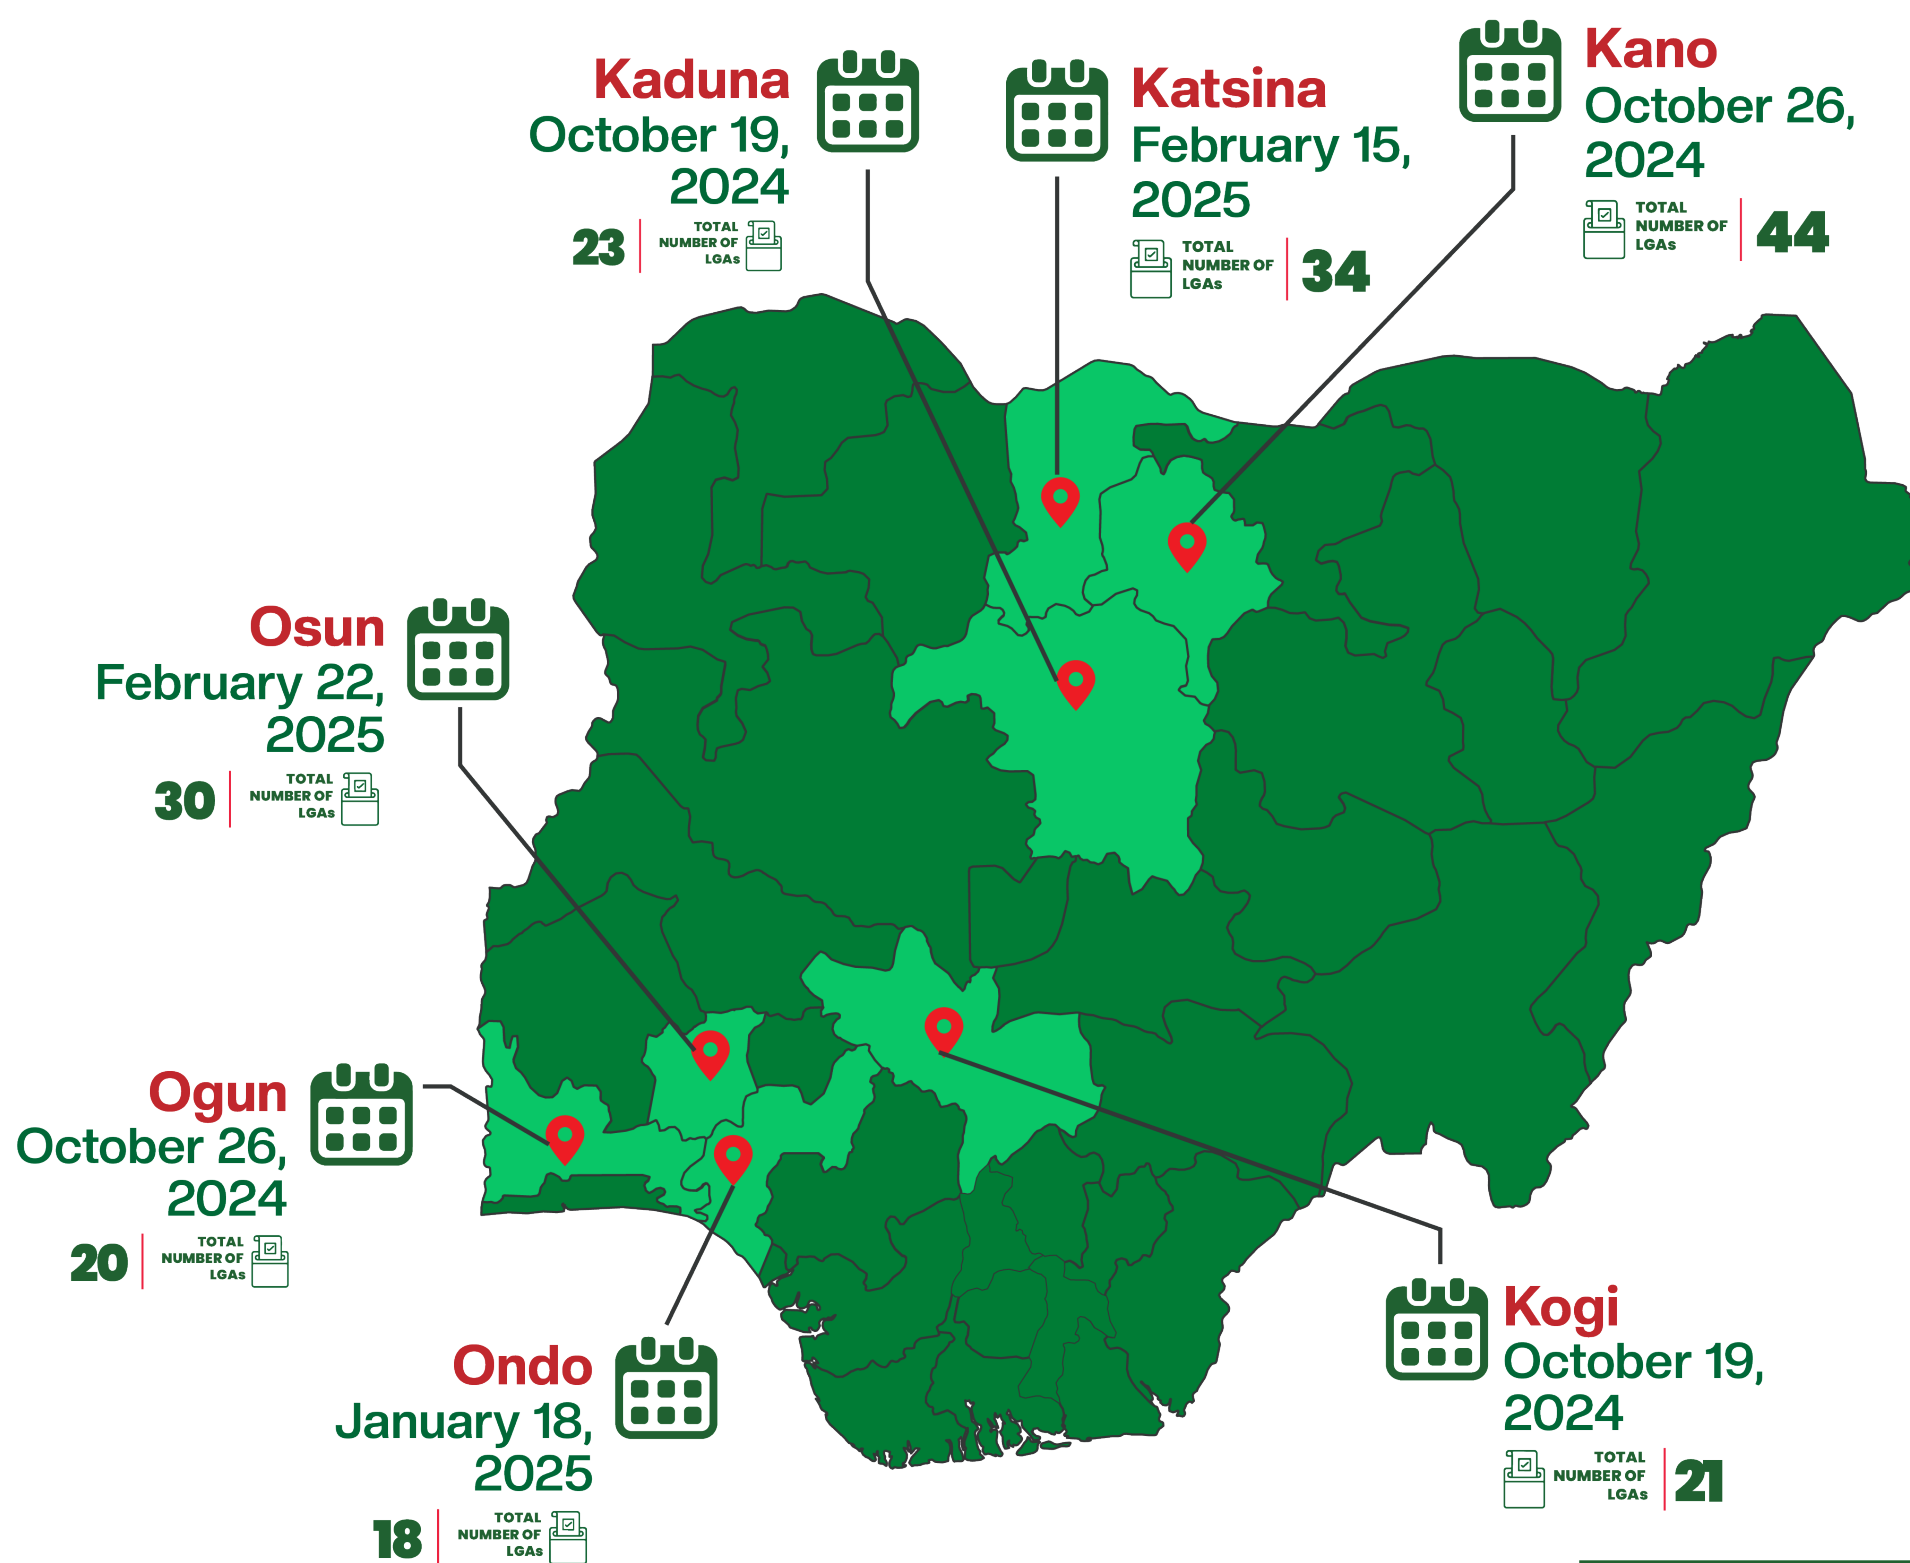 Kaduna
October 19,
2024
23
TOTAL
NUMBER OF
LGAs
Katsina
February 15,
2025
TOTAL
NUMBER OF
LGAs
34
Kano
October 26,
2024
TOTAL
NUMBER OF
LGAs
44
Osun
February 22,
2025
30
TOTAL
NUMBER OF
LGAs
Ogun
October 26,
2024
20
TOTAL
NUMBER OF
LGAs
Ondo
January 18,
2025
18
TOTAL
NUMBER OF
LGAs
Kogi
October 19,
2024
TOTAL
NUMBER OF
LGAs
21